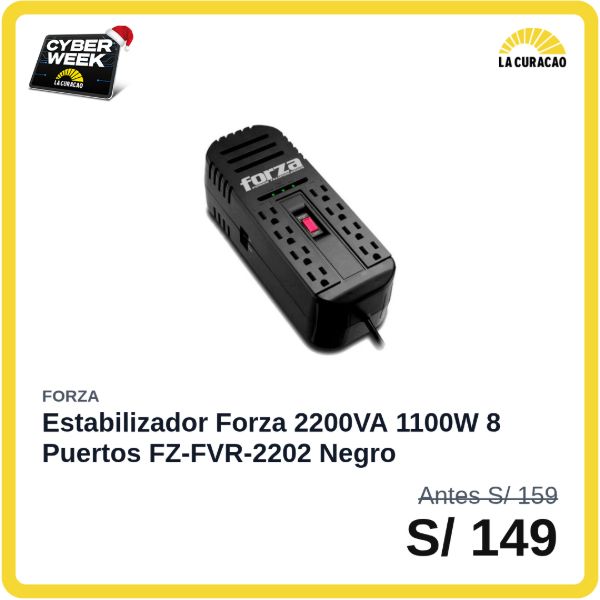 CYBER
WEEK
LA CURACAO
LA CURACAO
forza
FORZA
Estabilizador Forza 2200VA 1100W 8
Puertos FZ-FVR-2202 Negro
Antes S/ 159
S/ 149